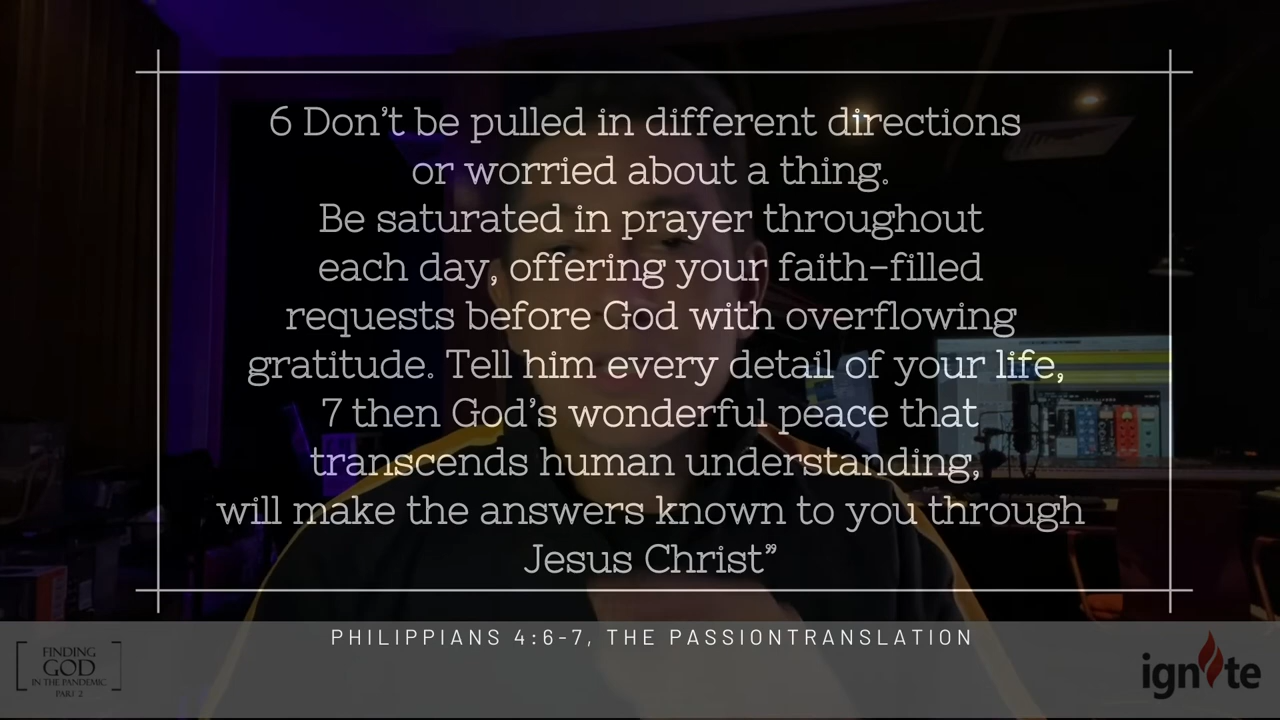 6 Don't be pulled in different directions
or worried about a thing.
Be saturated in prayer throughout
each day, offering your faith-filled
requests before God with overflowing
gratitude. Tell him every detail of your life,
7 then God's wonderful peace that
transcends human understanding,
will make the answers known to you through
Jesus Christ”
PHILIPPIANS 4:6-7, THE PASSIONTRANSLATION
FINDING
GOD
IN THE PANDEMIC
PART 2
ignite